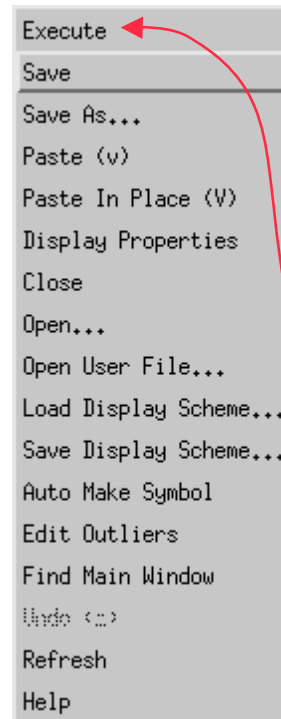 Execute
Save
Save As...
Paste (v)
Paste In Place (V)
Display Properties
Close
Open...
Open User File...
Load Display Scheme...
Save Display Scheme...
Auto Make Symbol
Edit Outliers
Find Main Window
Undo
Refresh
Help